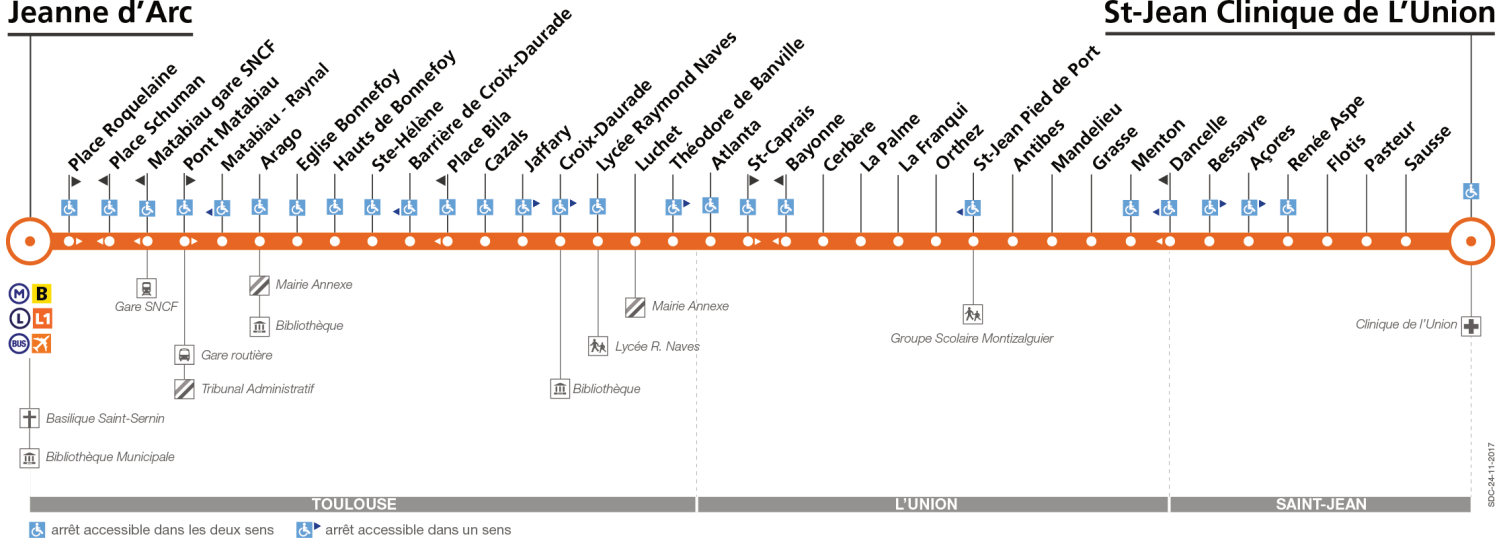 Jeanne d'Arc
St-Jean Clinique de L'Union
Place Roquelaine
Place Schuman
Matabiau gare SNCF
Pont Matabiau
Matabiau - Raynal
Arago
Eglise Bonnefoy
Hauts de Bonnefoy
Ste-Hélène
Barrière de Croix-Daurade
Place Bila
Cazals
Jaffary
Croix-Daurade
Lycée Raymond Naves
Luchet
Théodore de Banville
Atlanta
St-Caprais
Bayonne
Cerbère
La Palme
La Franqui
Orthez
St-Jean Pied de Port
Antibes
Mandelieu
Grasse
Menton
Dancelle
Bessayre
Açores
Renée Aspe
Flotis
Pasteur
Sausse
M B
L L1
BUS
Gare SNCF
Gare routière
Tribunal Administratif
Mairie Annexe
Bibliothèque
Bibliothèque
Lycée R. Naves
Mairie Annexe
Groupe Scolaire Montizalguier
Clinique de l'Union
Basilique Saint-Sernin
Bibliothèque Municipale
TOULOUSE
L'UNION
SAINT-JEAN
SDC-24-11-2017
arrêt accessible dans les deux sens
arrêt accessible dans un sens